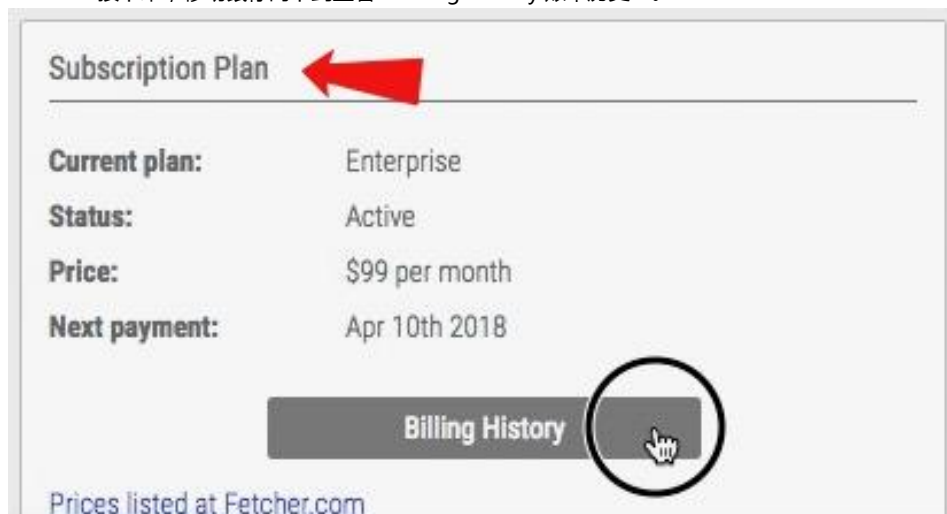 Subscription Plan
Current plan: Enterprise
Status: Active
Price: $99 per month
Next payment: Apr 10th 2018
Billing History
Prices listed at Fetcher.com